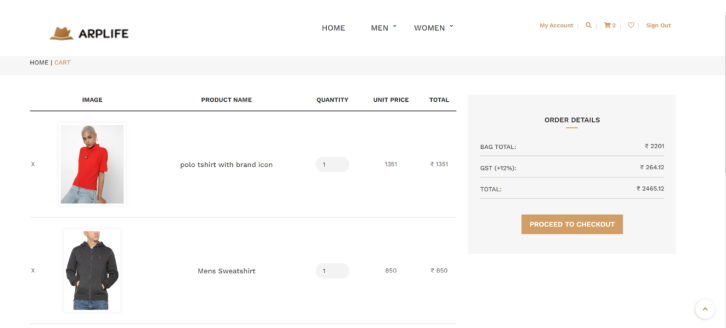 ARPLIFE
HOME MEN WOMEN
My Account : : 2 : : Sign Out
HOME | CART
IMAGE PRODUCT NAME QUANTITY UNIT PRICE TOTAL
X polo tshirt with brand icon 1 1351 ₹ 1351
X Mens Sweatshirt 1 850 ₹ 850
ORDER DETAILS
BAG TOTAL: ₹ 2201
GST (+12%): ₹ 264.12
TOTAL: ₹ 2465.12
PROCEED TO CHECKOUT